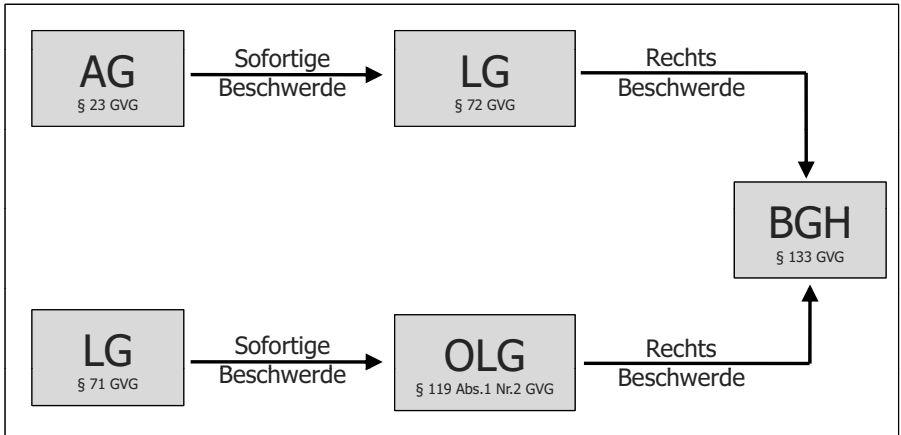 AG
§ 23 GVG
Sofortige
Beschwerde
LG
§ 72 GVG
Rechts
Beschwerde
BGH
§ 133 GVG
LG
§ 71 GVG
Sofortige
Beschwerde
OLG
§ 119 Abs.1 Nr.2 GVG
Rechts
Beschwerde